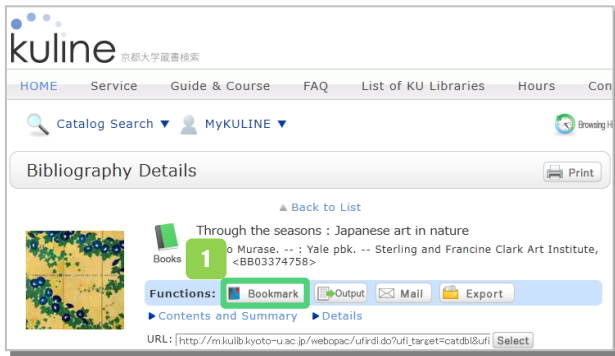 kuline 京都大学蔵書検索
HOME Service Guide & Course FAQ List of KU Libraries Hours Con
Catalog Search ▼ MyKULINE ▼ Browsing H
Bibliography Details Print
▲ Back to List
Through the seasons : Japanese art in nature
o Murase. -- : Yale pbk. -- Sterling and Francine Clark Art Institute,
Books 1 <BB03374758>
Functions: Bookmark Output Mail Export
▶Contents and Summary ▶Details
URL: http://m.kulib.kyoto-u.ac.jp/webopac/ufirdi.do?ufi_target=catdbl&ufi Select